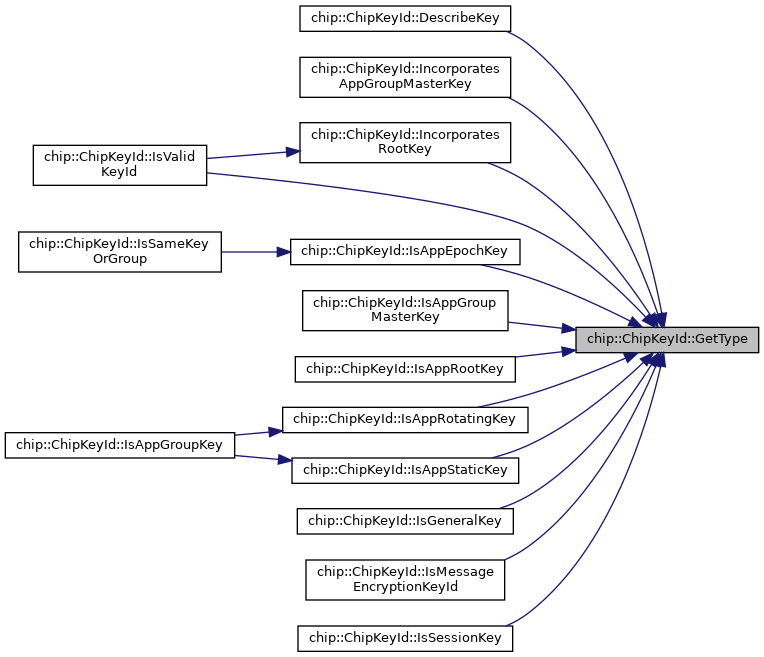 chip::ChipKeyId::DescribeKey
chip::ChipKeyId::Incorporates
AppGroupMasterKey
chip::ChipKeyId::Incorporates
RootKey
chip::ChipKeyId::IsValid
KeyId
chip::ChipKeyId::IsSameKey
OrGroup
chip::ChipKeyId::IsAppEpochKey
chip::ChipKeyId::IsAppGroup
MasterKey
chip::ChipKeyId::GetType
chip::ChipKeyId::IsAppRootKey
chip::ChipKeyId::IsAppRotatingKey
chip::ChipKeyId::IsAppGroupKey
chip::ChipKeyId::IsAppStaticKey
chip::ChipKeyId::IsGeneralKey
chip::ChipKeyId::IsMessage
EncryptionKeyId
chip::ChipKeyId::IsSessionKey